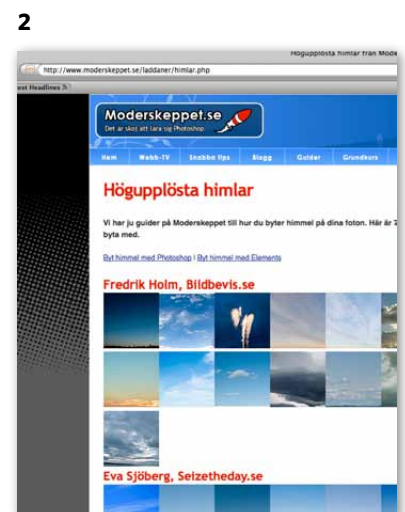 2
Högupplösta himlar från Mode
http://www.moderskeppet.se/laddaner/himlar.php
est Headlines
Moderskeppet.se
Det är skoj att lära sig Photoshop
Hem Webb-TV Snabba tips Blogg Guider Grundkurs
Högupplösta himlar
Vi har ju guider på Moderskeppet till hur du byter himmel på dina foton. Här är
byta med.
Byt himmel med Photoshop | Byt himmel med Elements
Fredrik Holm, Bildbevis.se
Eva Sjöberg, Seizetheday.se